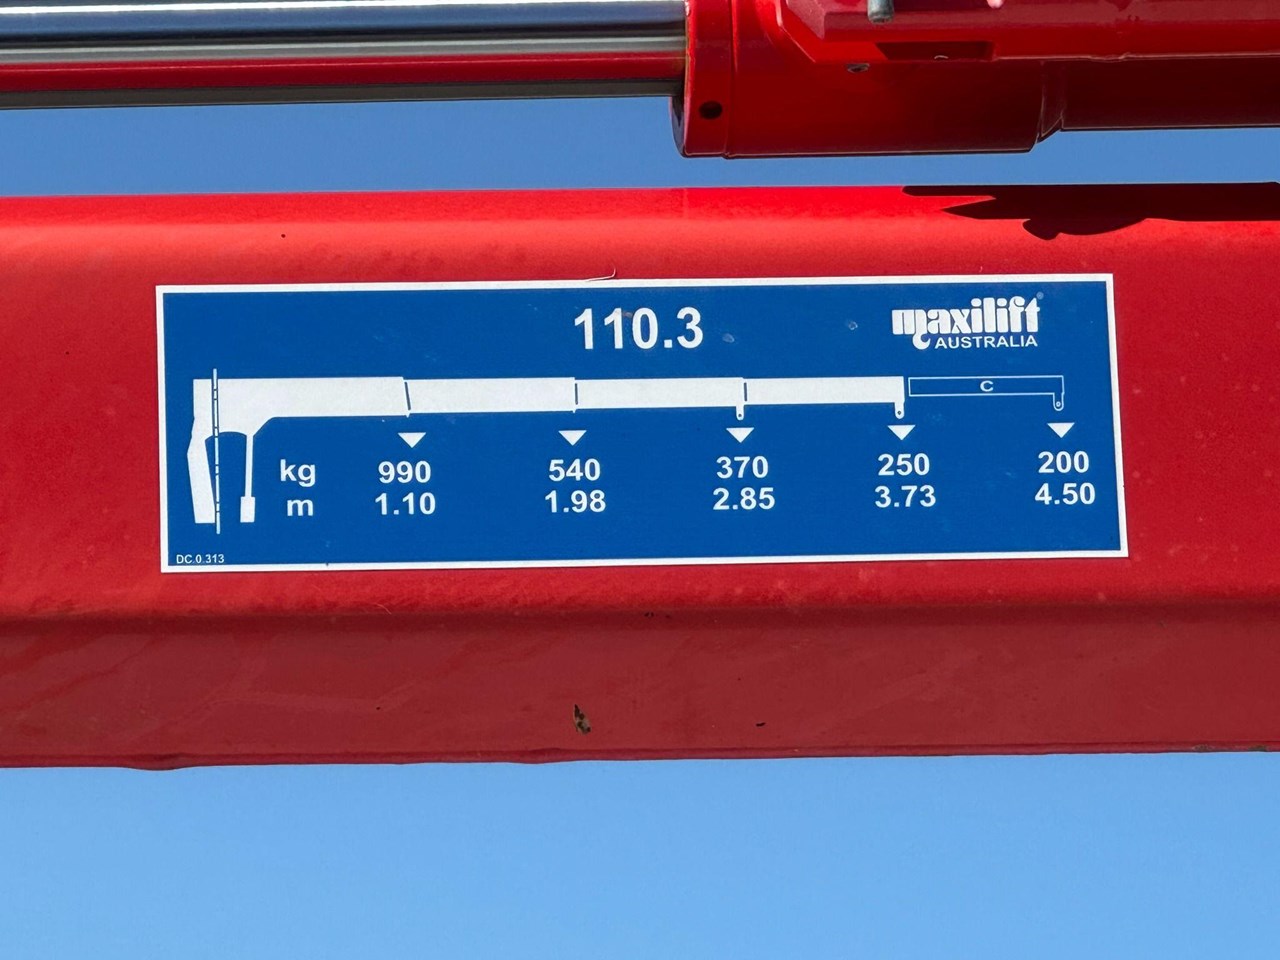 110.3
maxilift®
AUSTRALIA
C
kg 990 540 370 250 200
m 1.10 1.98 2.85 3.73 4.50
DC.0.313